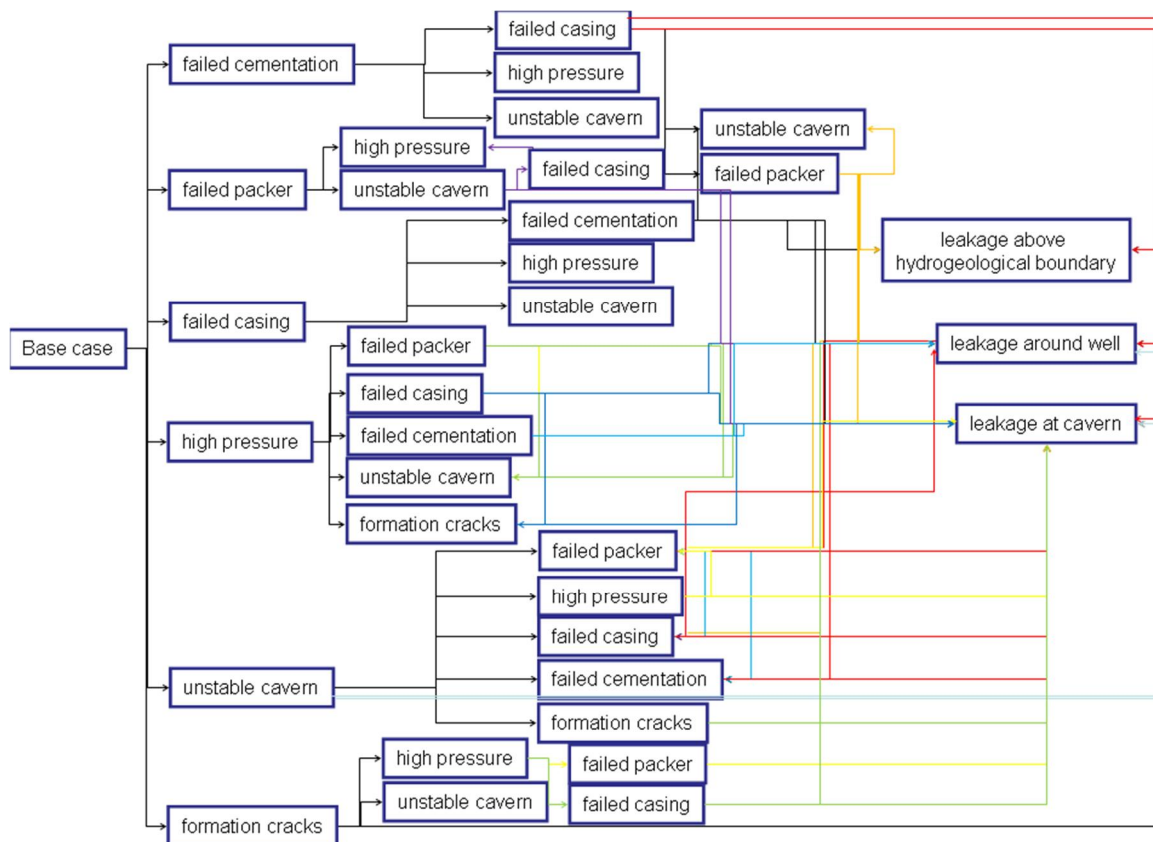 Base case
failed cementation
failed casing
high pressure
unstable cavern
failed packer
high pressure
unstable cavern
failed casing
unstable cavern
failed packer
failed casing
failed cementation
high pressure
unstable cavern
high pressure
failed packer
failed casing
failed cementation
unstable cavern
formation cracks
unstable cavern
failed packer
high pressure
failed casing
failed cementation
formation cracks
formation cracks
high pressure
unstable cavern
failed packer
failed casing
leakage above
hydrogeological boundary
leakage around well
leakage at cavern